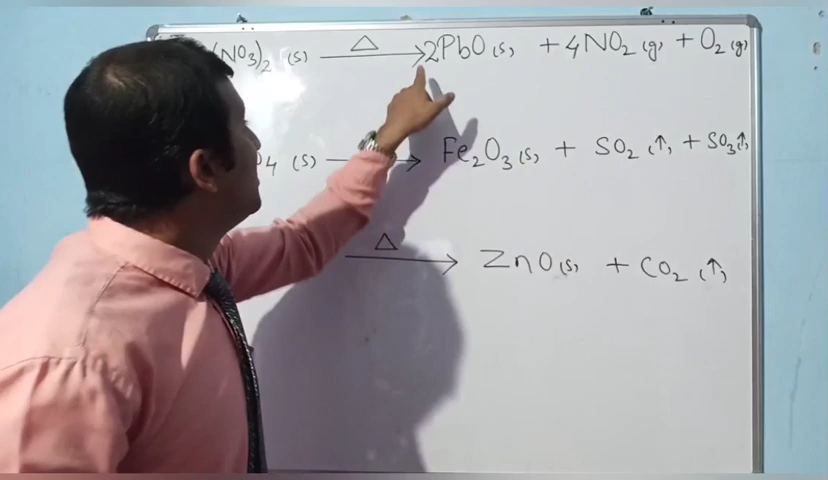 (NO3)2 (s) —Δ→ 2PbO(s) + 4NO2(g) + O2(g)
O4 (s) → Fe2O3(s) + SO2(↑) + SO3↑
Δ→ ZnO(s) + CO2(↑)